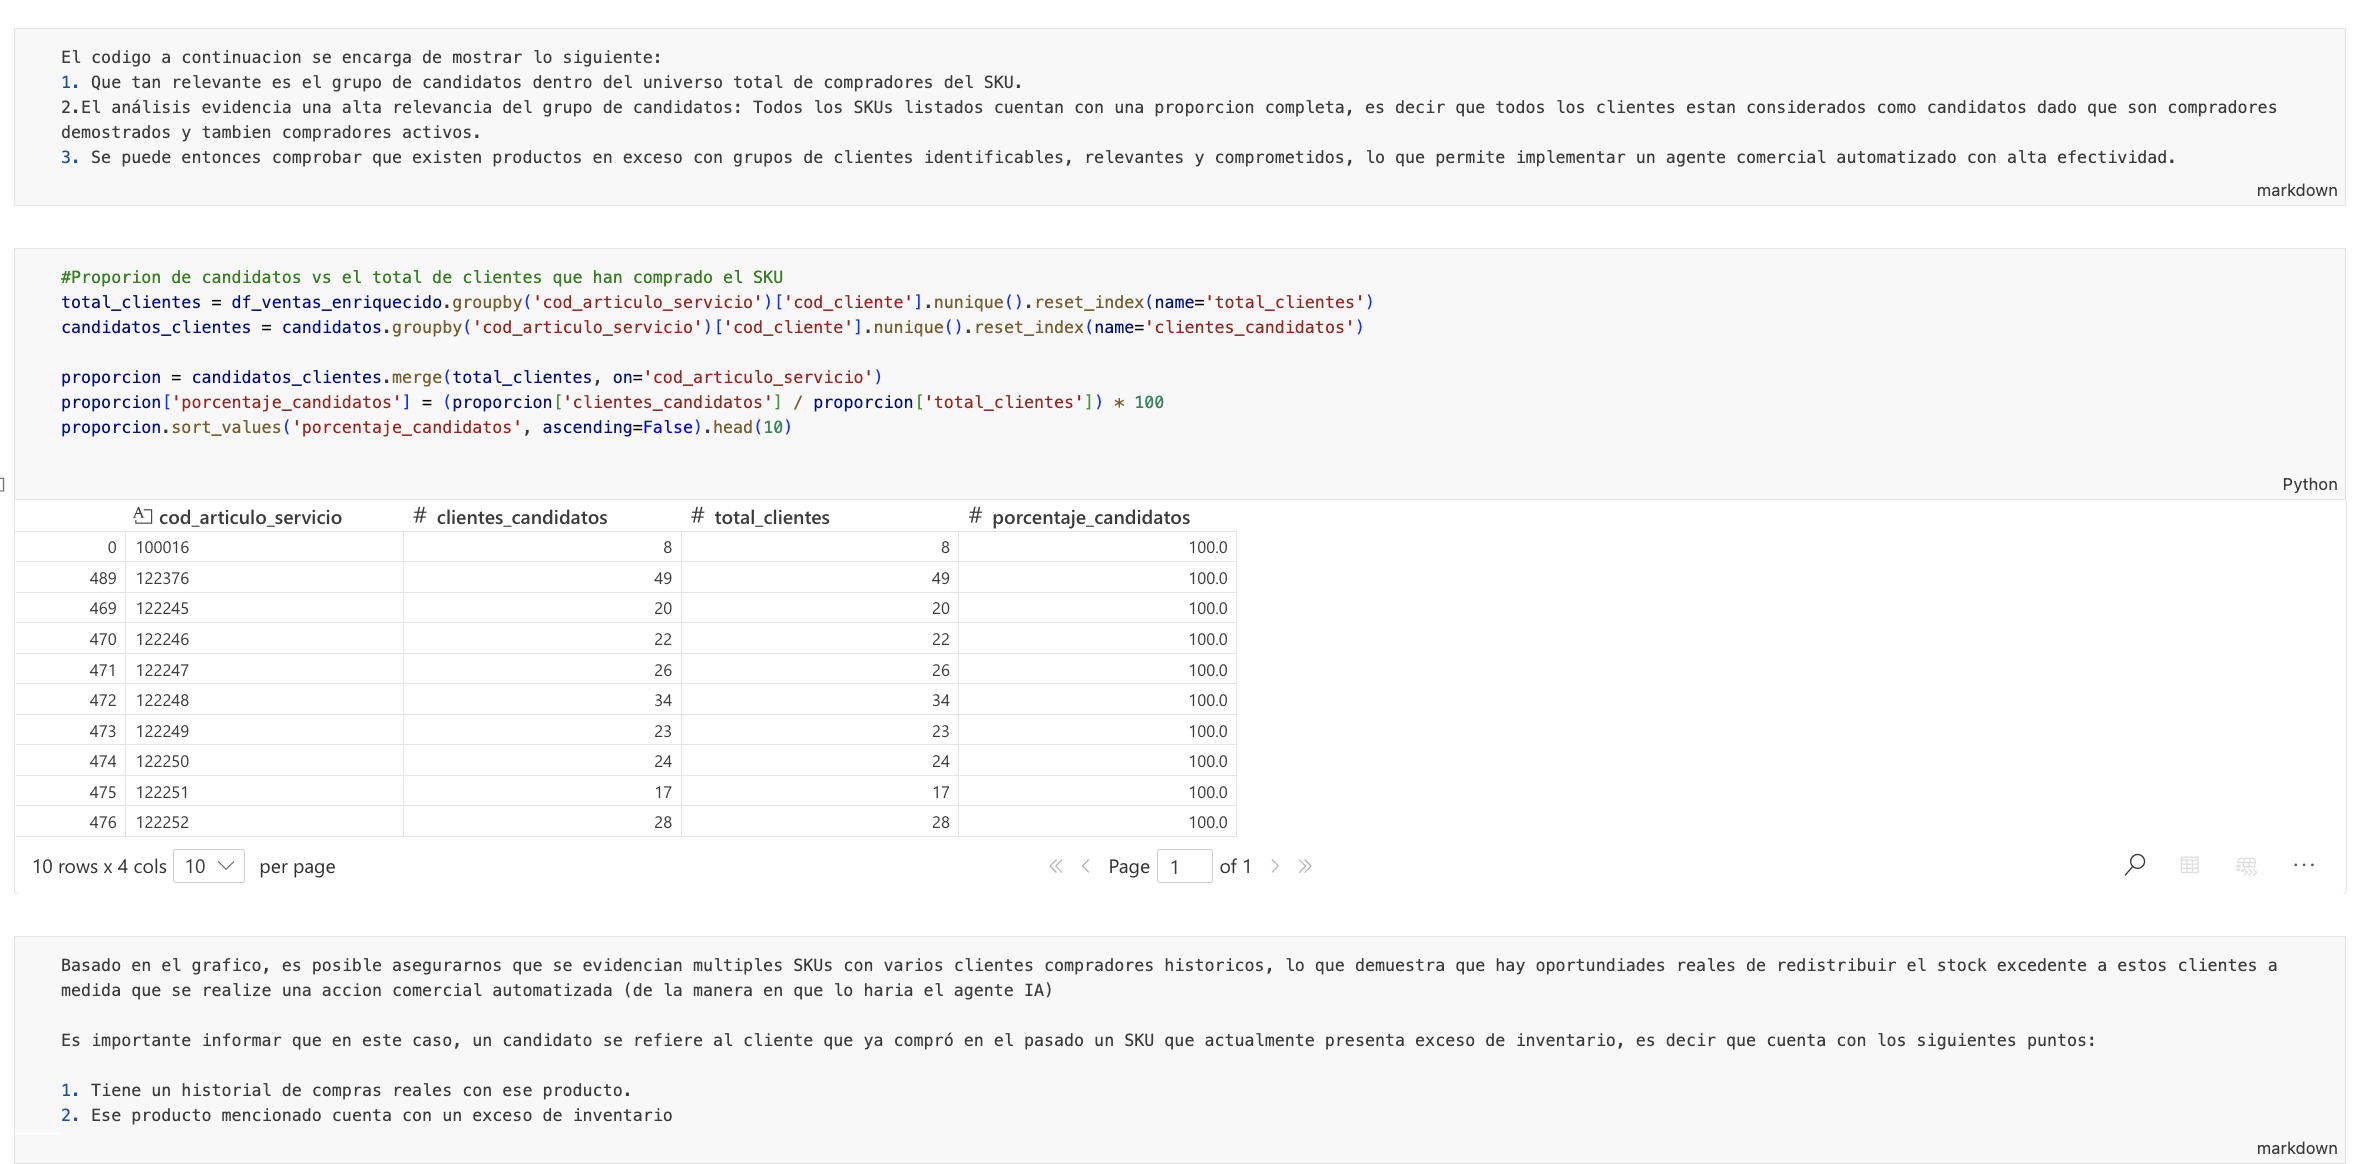 El codigo a continuacion se encarga de mostrar lo siguiente:
1. Que tan relevante es el grupo de candidatos dentro del universo total de compradores del SKU.
2.El análisis evidencia una alta relevancia del grupo de candidatos: Todos los SKUs listados cuentan con una proporcion completa, es decir que todos los clientes estan considerados como candidatos dado que son compradores
demostrados y tambien compradores activos.
3. Se puede entonces comprobar que existen productos en exceso con grupos de clientes identificables, relevantes y comprometidos, lo que permite implementar un agente comercial automatizado con alta efectividad.
markdown
#Proporion de candidatos vs el total de clientes que han comprado el SKU
total_clientes = df_ventas_enriquecido.groupby('cod_articulo_servicio')['cod_cliente'].nunique().reset_index(name='total_clientes')
candidatos_clientes = candidatos.groupby('cod_articulo_servicio')['cod_cliente'].nunique().reset_index(name='clientes_candidatos')
proporcion = candidatos_clientes.merge(total_clientes, on='cod_articulo_servicio')
proporcion['porcentaje_candidatos'] = (proporcion['clientes_candidatos'] / proporcion['total_clientes']) * 100
proporcion.sort_values('porcentaje_candidatos', ascending=False).head(10)
Python
cod_articulo_servicio # clientes_candidatos # total_clientes # porcentaje_candidatos
0 100016 8 8 100.0
489 122376 49 49 100.0
469 122245 20 20 100.0
470 122246 22 22 100.0
471 122247 26 26 100.0
472 122248 34 34 100.0
473 122249 23 23 100.0
474 122250 24 24 100.0
475 122251 17 17 100.0
476 122252 28 28 100.0
10 rows x 4 cols 10 per page Page 1 of 1
Basado en el grafico, es posible asegurarnos que se evidencian multiples SKUs con varios clientes compradores historicos, lo que demuestra que hay oportundiades reales de redistribuir el stock excedente a estos clientes a
medida que se realize una accion comercial automatizada (de la manera en que lo haria el agente IA)
Es importante informar que en este caso, un candidato se refiere al cliente que ya compró en el pasado un SKU que actualmente presenta exceso de inventario, es decir que cuenta con los siguientes puntos:
1. Tiene un historial de compras reales con ese producto.
2. Ese producto mencionado cuenta con un exceso de inventario
markdown